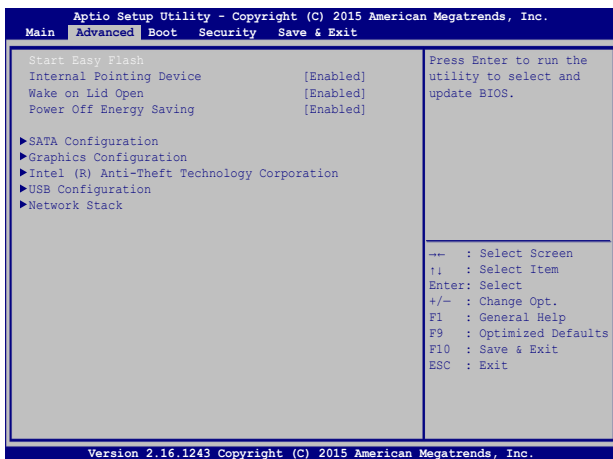 Aptio Setup Utility - Copyright (C) 2015 American Megatrends, Inc.
Main Advanced Boot Security Save & Exit
Start Easy Flash
Internal Pointing Device [Enabled]
Wake on Lid Open [Enabled]
Power Off Energy Saving [Enabled]
▶SATA Configuration
▶Graphics Configuration
▶Intel (R) Anti-Theft Technology Corporation
▶USB Configuration
▶Network Stack
Press Enter to run the
utility to select and
update BIOS.
→← : Select Screen
↑↓ : Select Item
Enter: Select
+/— : Change Opt.
F1 : General Help
F9 : Optimized Defaults
F10 : Save & Exit
ESC : Exit
Version 2.16.1243 Copyright (C) 2015 American Megatrends, Inc.